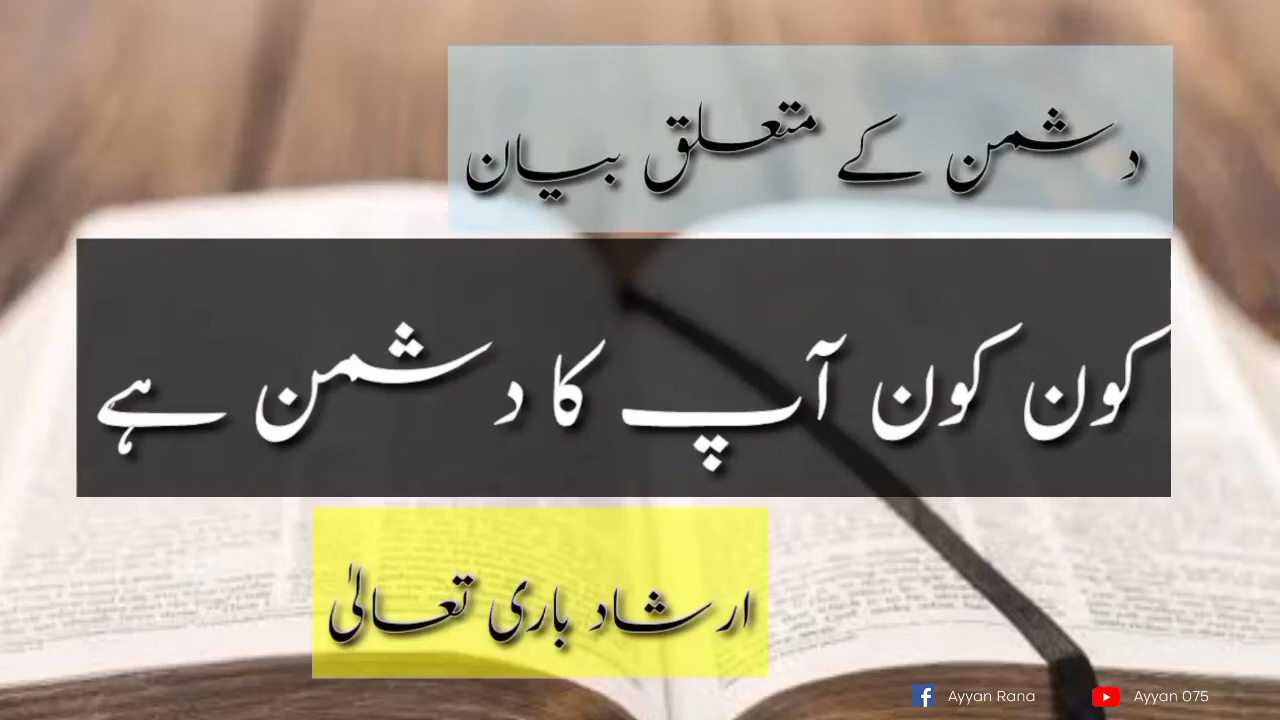 دشمن کے متعلق بیان
کون کون آپ کا دشمن ہے
ارشاد باری تعالیٰ
Ayyan Rana
Ayyan 075